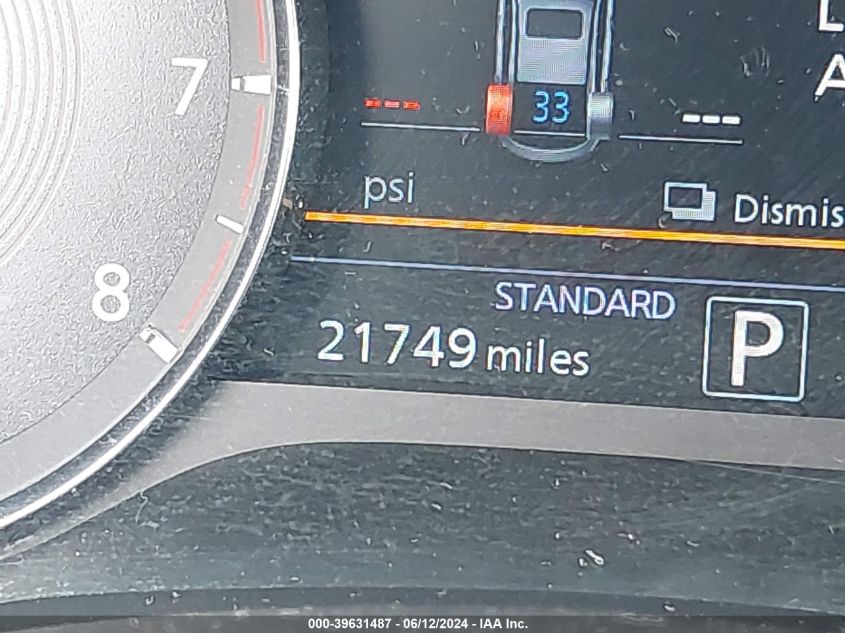 7
33
---
---
psi
Dismis
STANDARD
8
21749 miles
P
000-39631487 - 06/12/2024 - IAA Inc.